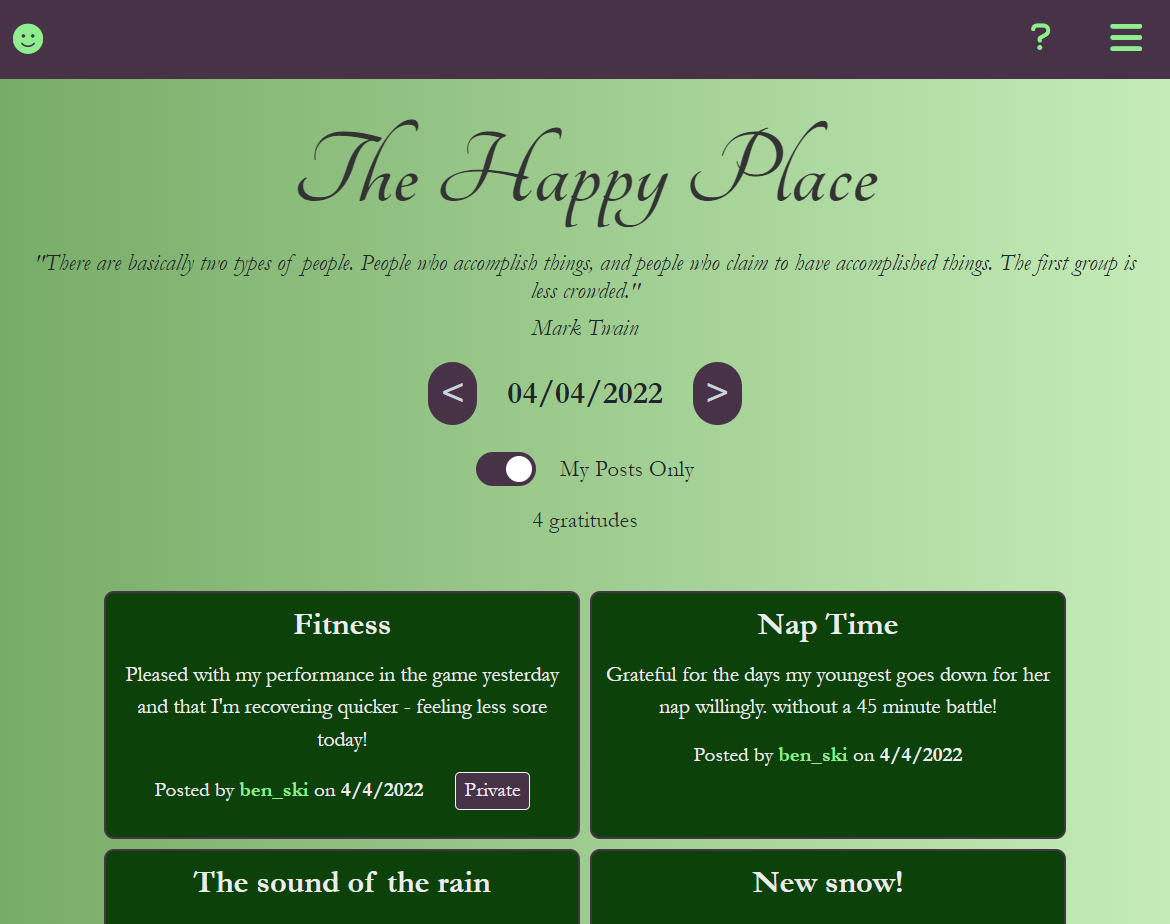 ?
The Happy Place
"There are basically two types of people. People who accomplish things, and people who claim to have accomplished things. The first group is
less crowded."
Mark Twain
< 04/04/2022 >
My Posts Only
4 gratitudes
Fitness
Pleased with my performance in the game yesterday
and that I'm recovering quicker - feeling less sore
today!
Posted by ben_ski on 4/4/2022 Private
Nap Time
Grateful for the days my youngest goes down for her
nap willingly. without a 45 minute battle!
Posted by ben_ski on 4/4/2022
The sound of the rain
New snow!